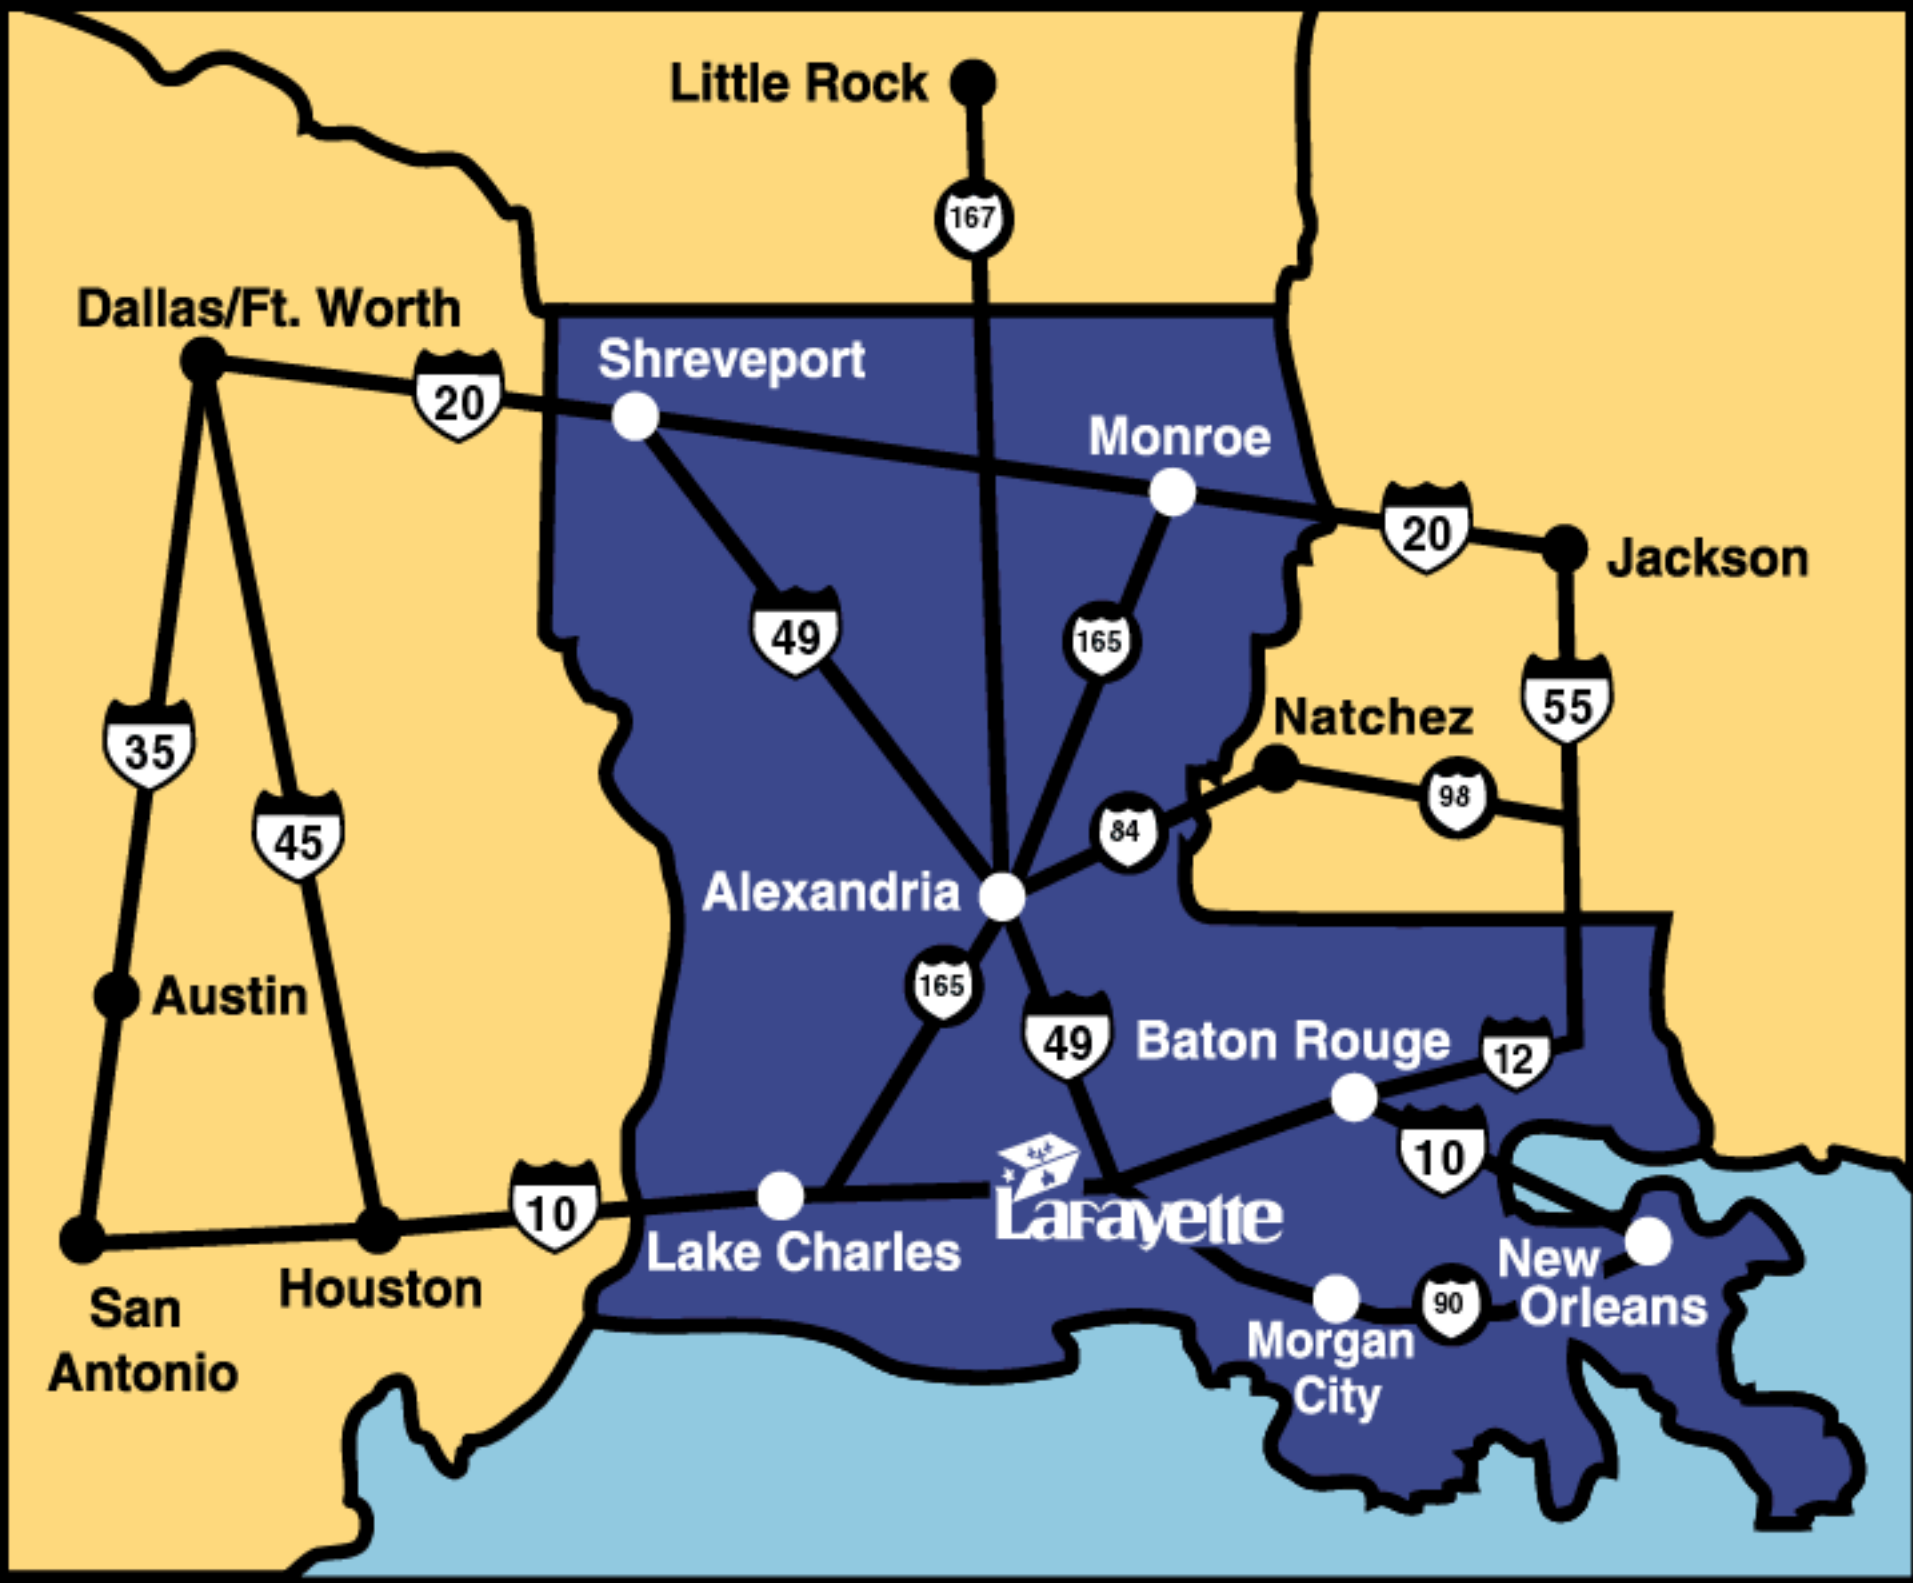 Little Rock
167
Dallas/Ft. Worth
Shreveport
20
Monroe
20
Jackson
49
165
55
35
Natchez
98
45
84
Alexandria
165
Austin
49
Baton Rouge
12
10
10
Lafayette
Lake Charles
New
Orleans
Houston
San
Antonio
90
Morgan
City